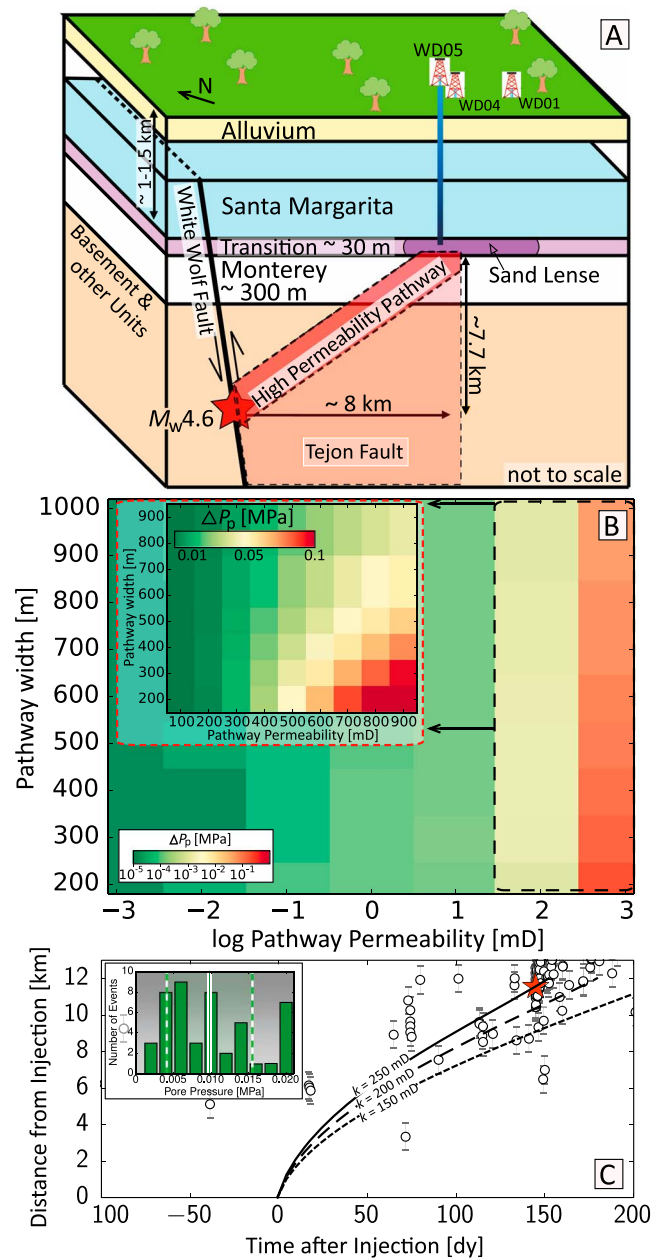 A
WD05
WD04
WD01
N
Alluvium
~ 1-1.5 km
Santa Margarita
White Wolf Fault
Transition ~ 30 m
Sand Lense
Monterey
~ 300 m
Basement &
other Units
High Permeability Pathway
~7.7 km
Mw4.6
~ 8 km
Tejon Fault
not to scale
B
Pathway width [m]
1000
900
800
700
600
500
400
300
200
ΔPp [MPa]
0.01 0.05 0.1
Pathway width [m]
900
800
700
600
500
400
300
200
100 200 300 400 500 600 700 800 900
Pathway Permeability [mD]
ΔPp [MPa]
10-5 10-4 10-3 10-2 10-1
−3 −2 −1 0 1 2 3
log Pathway Permeability [mD]
C
Distance from Injection [km]
12
10
8
6
4
2
0
Number of Events
10
8
6
4
2
0
0.005 0.010 0.015 0.020
Pore Pressure [MPa]
k = 250 mD
k = 200 mD
k = 150 mD
100 −50 0 50 100 150 200
Time after Injection [dy]